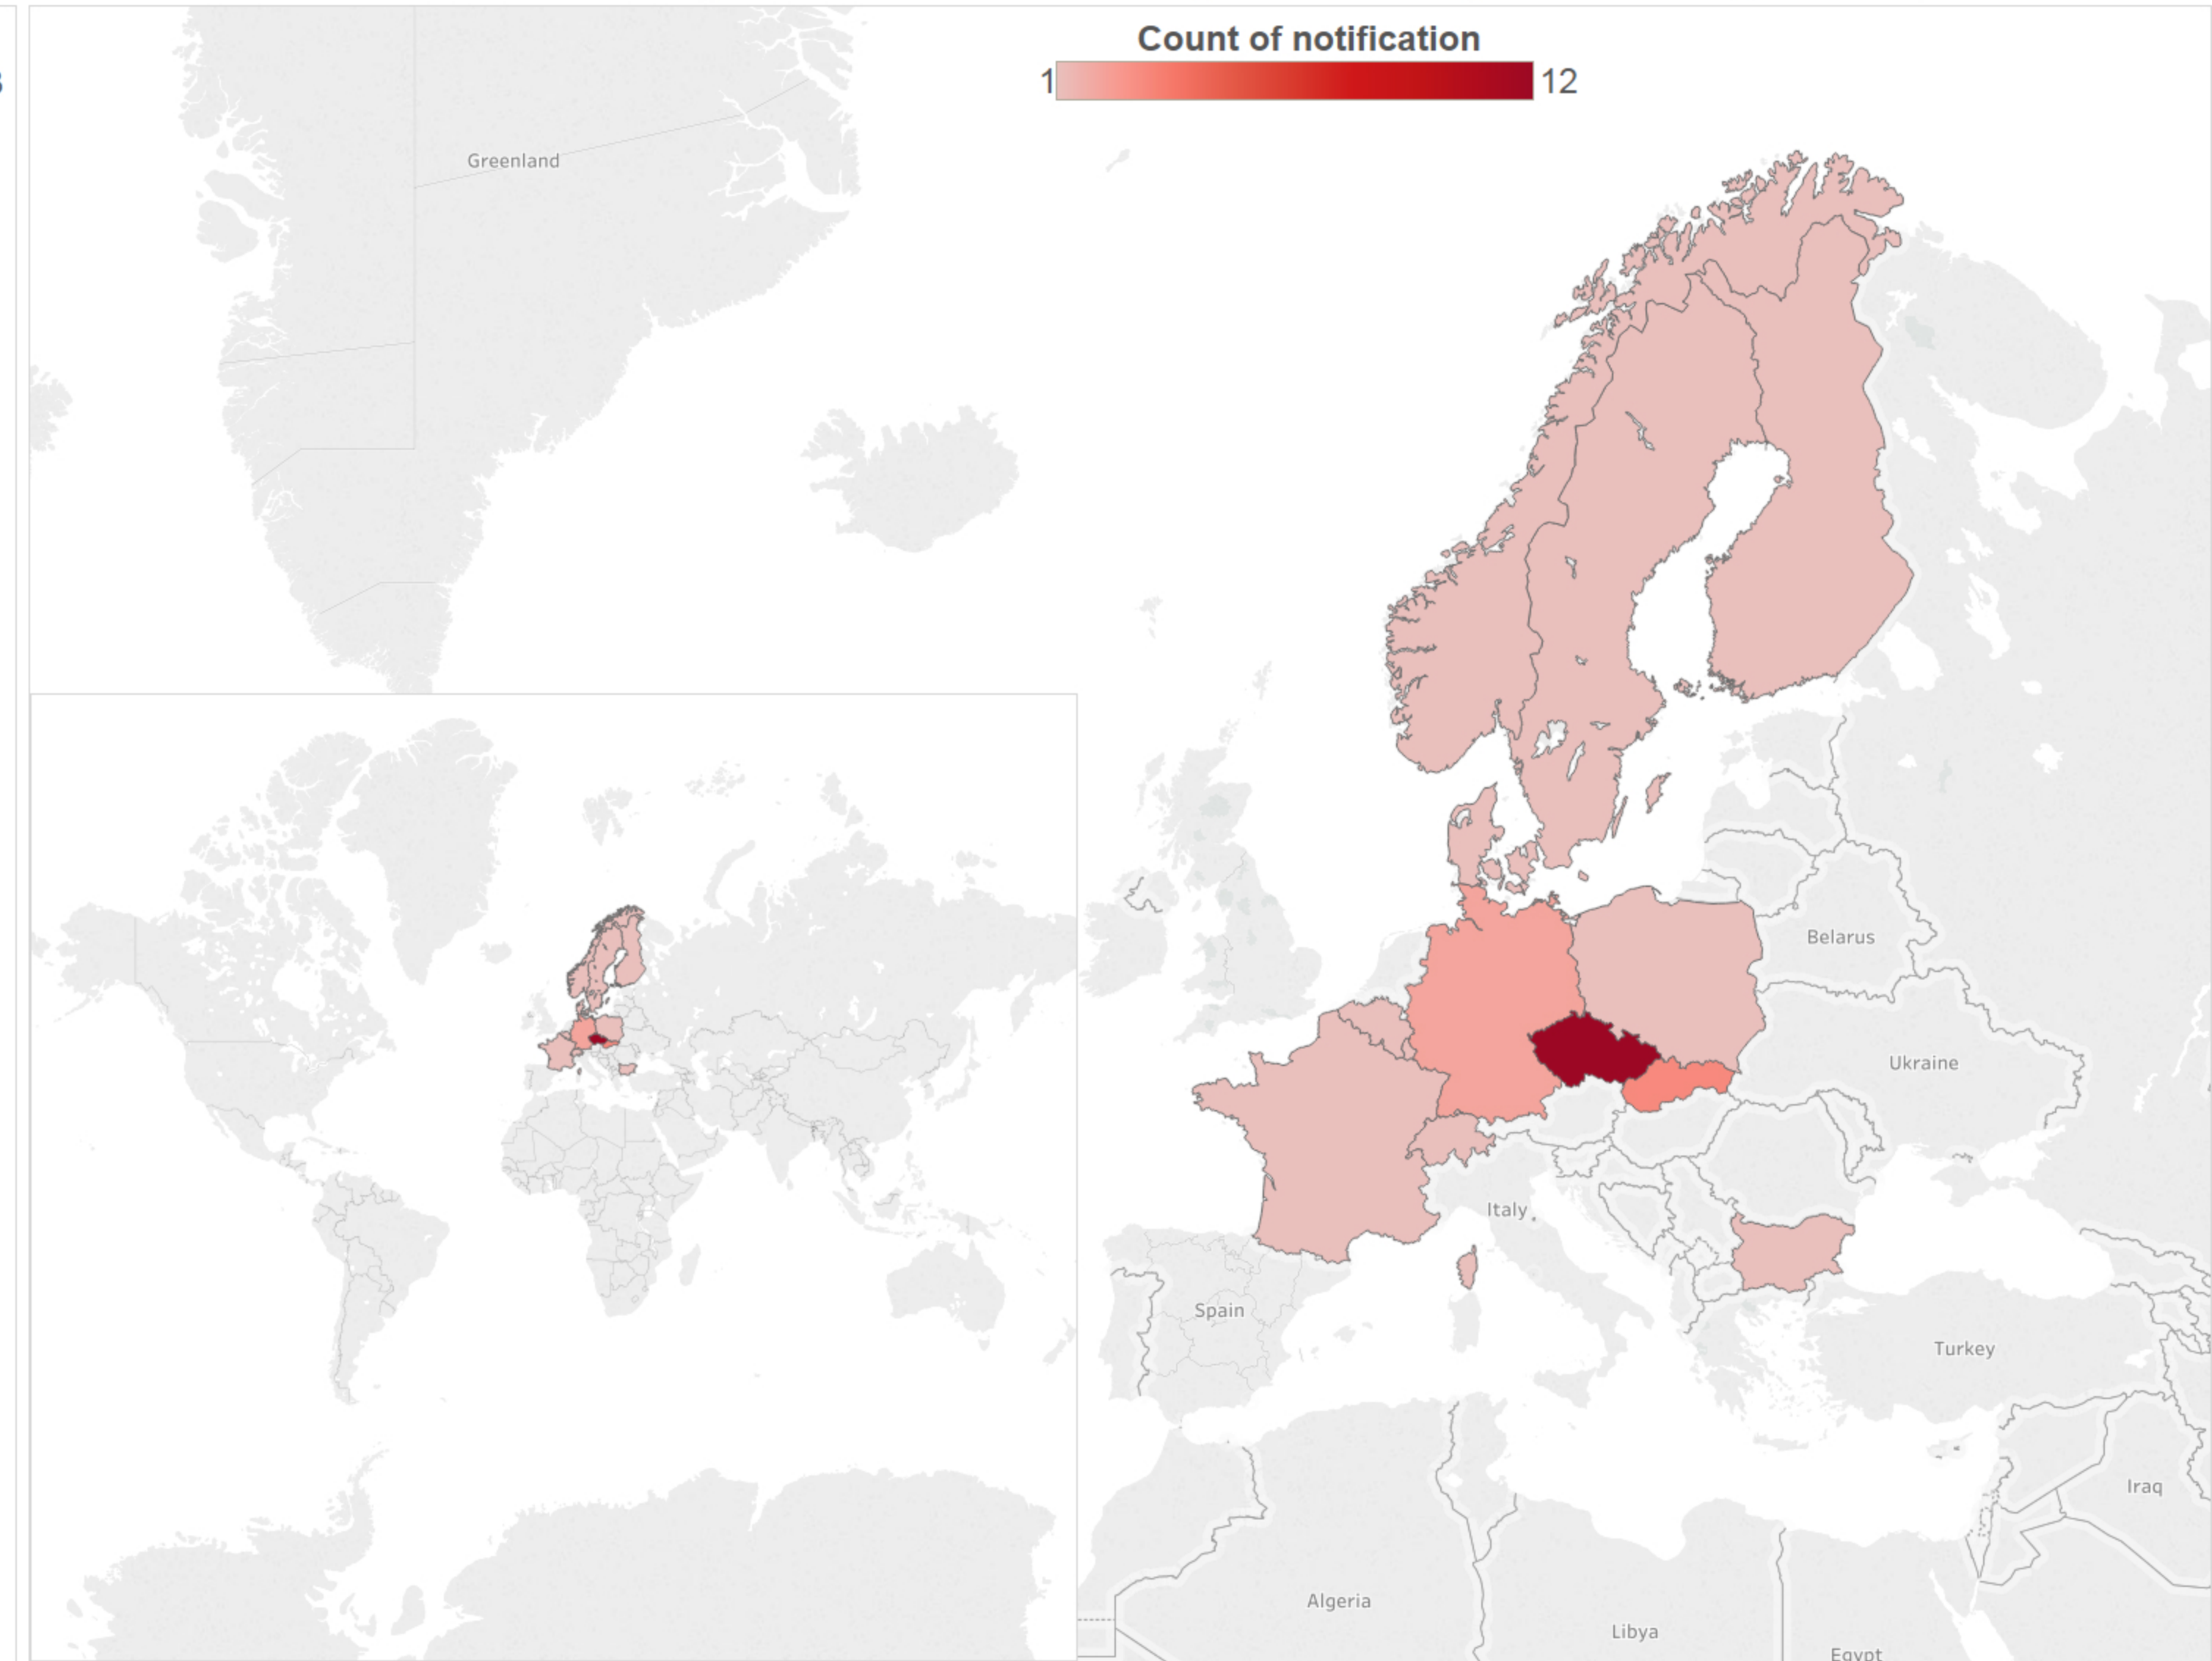 Count of notification
1 12
Greenland
Belarus
Ukraine
Italy
Spain
Turkey
Iraq
Algeria
Libya
Egypt